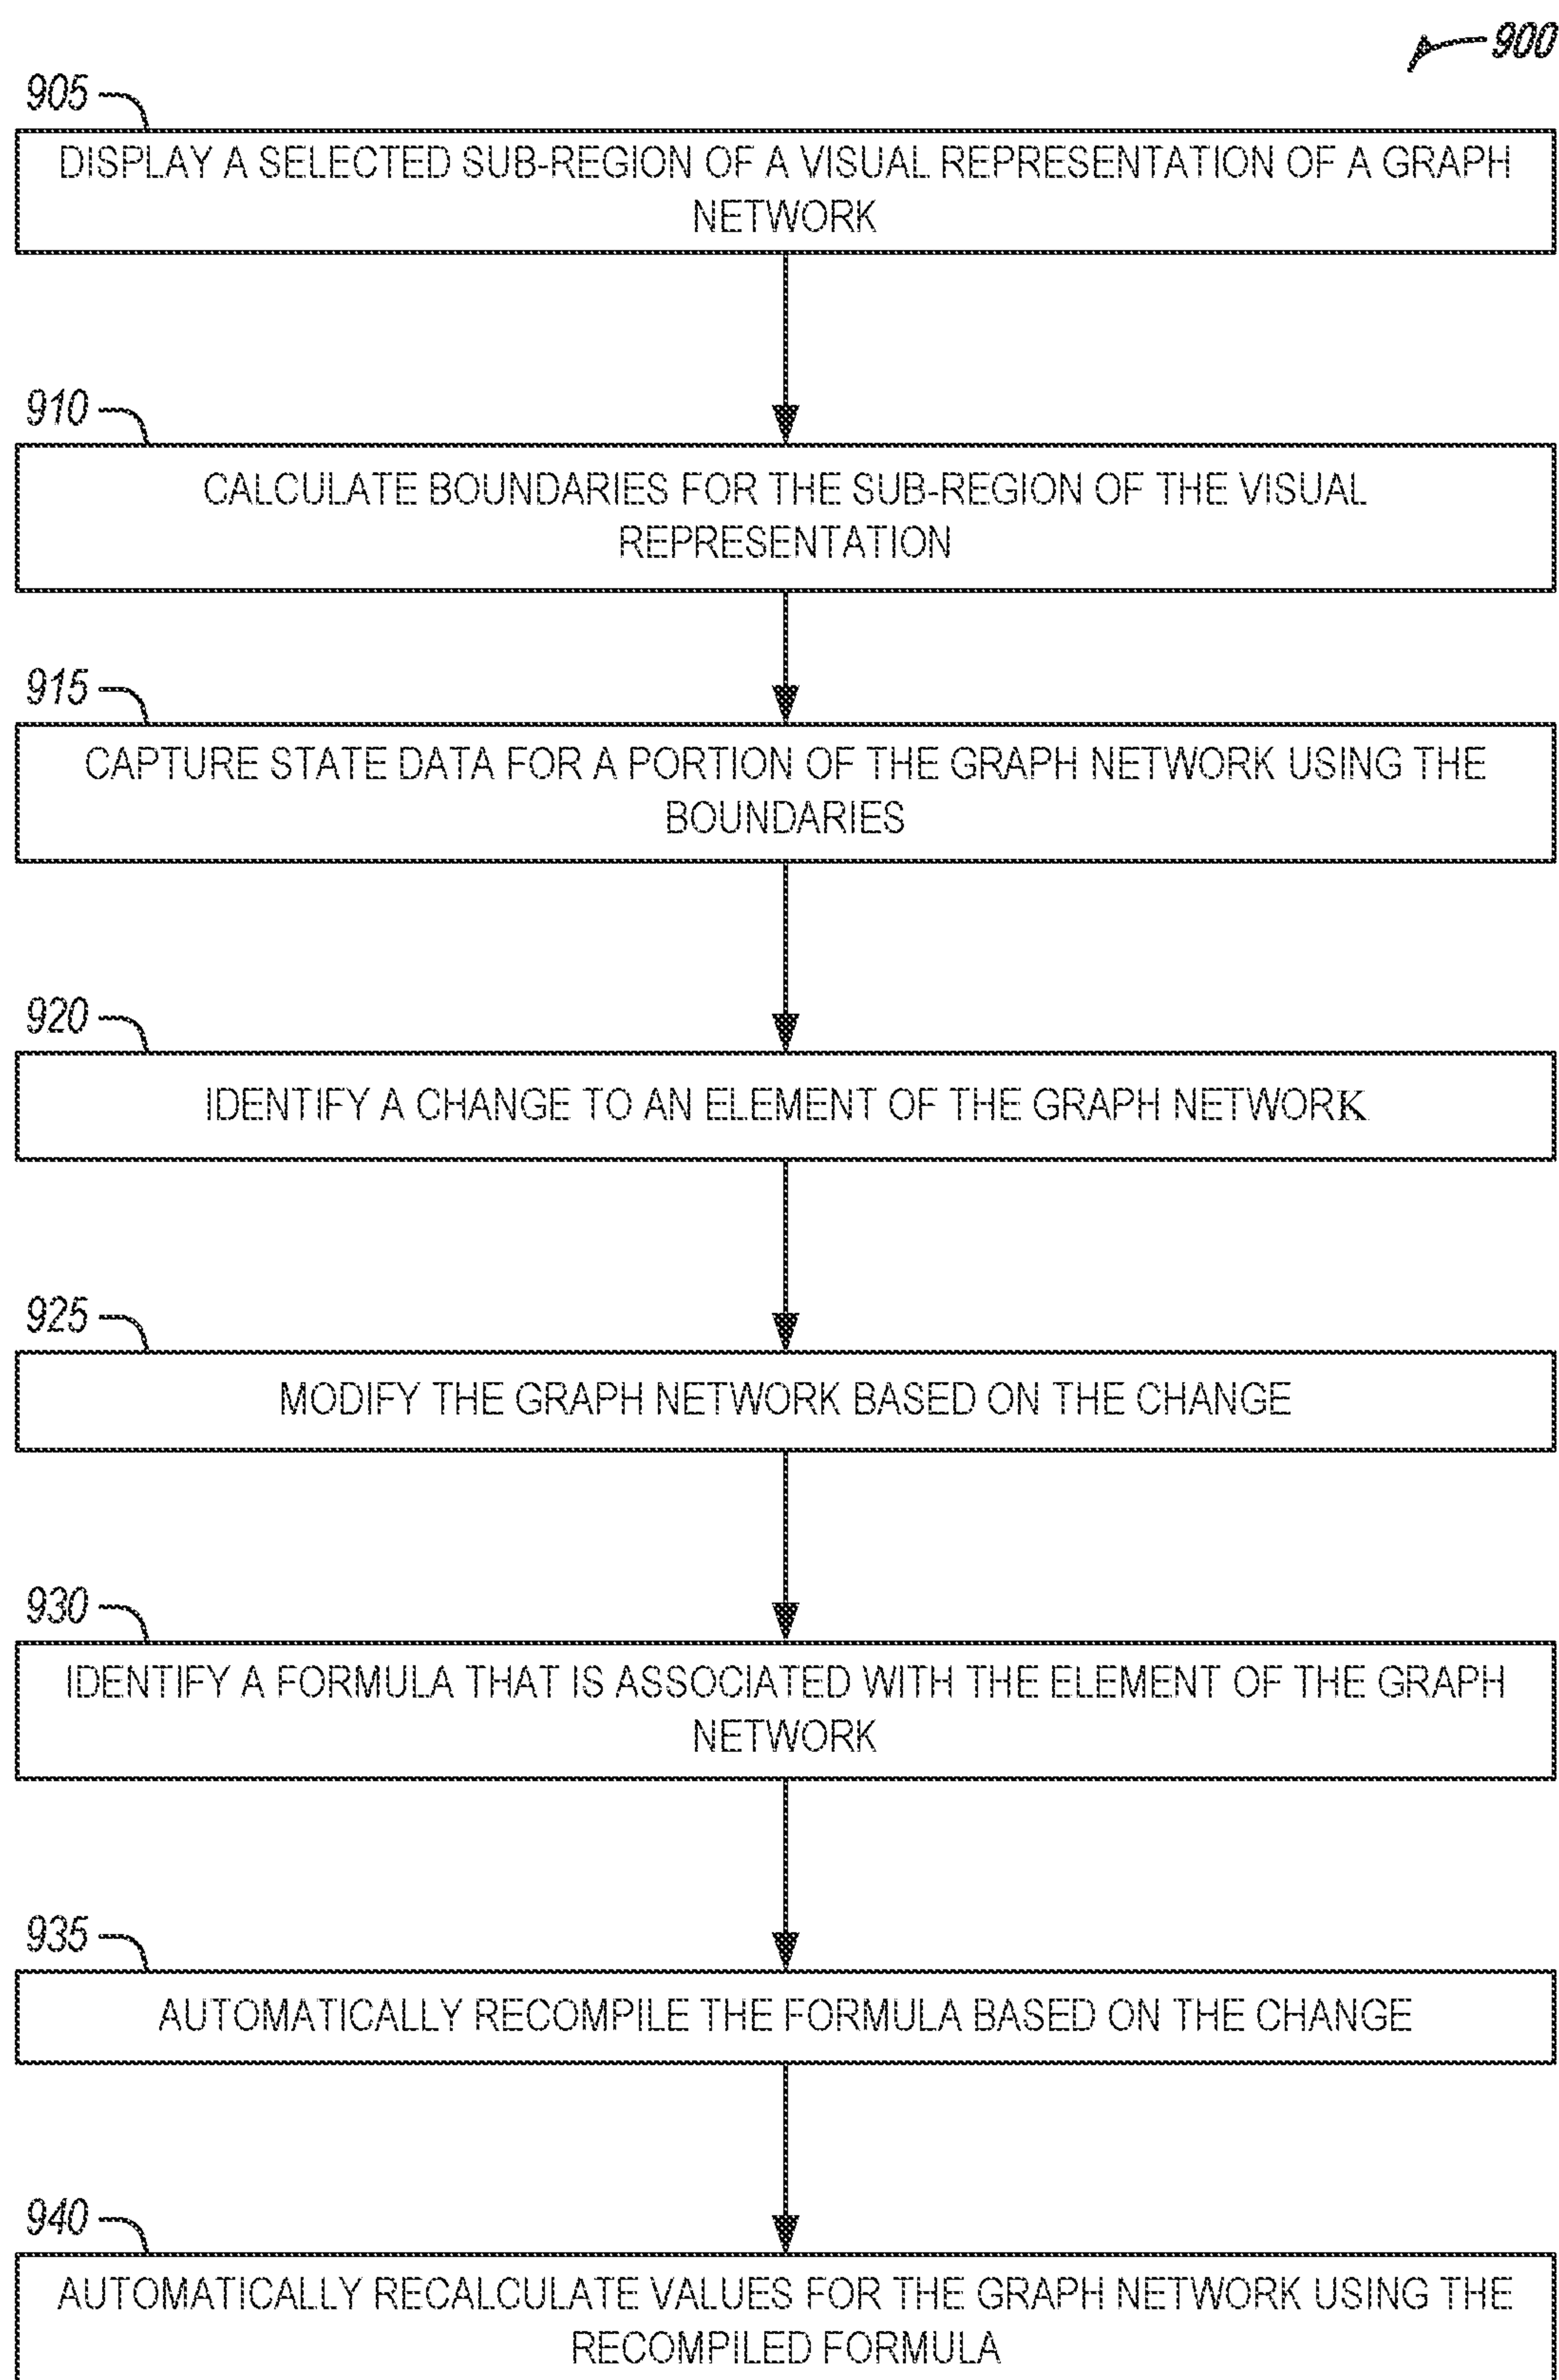 900
905
DISPLAY A SELECTED SUB-REGION OF A VISUAL REPRESENTATION OF A GRAPH
NETWORK
910
CALCULATE BOUNDARIES FOR THE SUB-REGION OF THE VISUAL
REPRESENTATION
915
CAPTURE STATE DATA FOR A PORTION OF THE GRAPH NETWORK USING THE
BOUNDARIES
920
IDENTIFY A CHANGE TO AN ELEMENT OF THE GRAPH NETWORK
925
MODIFY THE GRAPH NETWORK BASED ON THE CHANGE
930
IDENTIFY A FORMULA THAT IS ASSOCIATED WITH THE ELEMENT OF THE GRAPH
NETWORK
935
AUTOMATICALLY RECOMPILE THE FORMULA BASED ON THE CHANGE
940
AUTOMATICALLY RECALCULATE VALUES FOR THE GRAPH NETWORK USING THE
RECOMPILED FORMULA